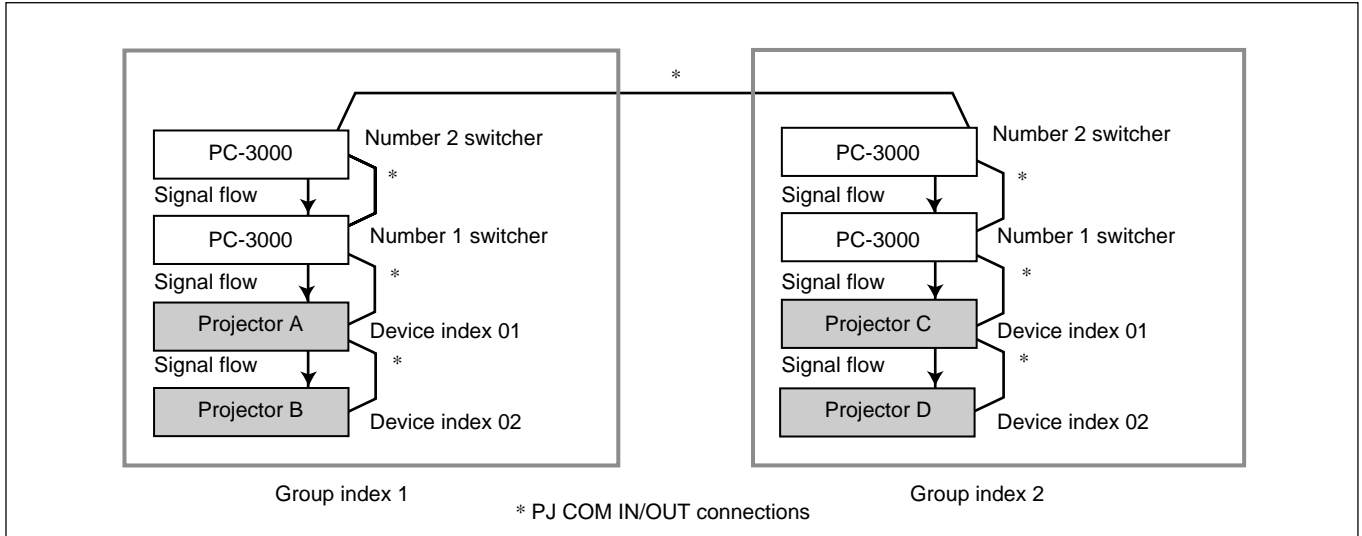 *
PC-3000
Number 2 switcher
*
Signal flow
PC-3000
Number 1 switcher
Signal flow
*
Projector A
Device index 01
Signal flow
*
Projector B
Device index 02
Group index 1
PC-3000
Number 2 switcher
*
Signal flow
PC-3000
Number 1 switcher
Signal flow
*
Projector C
Device index 01
Signal flow
*
Projector D
Device index 02
Group index 2
* PJ COM IN/OUT connections